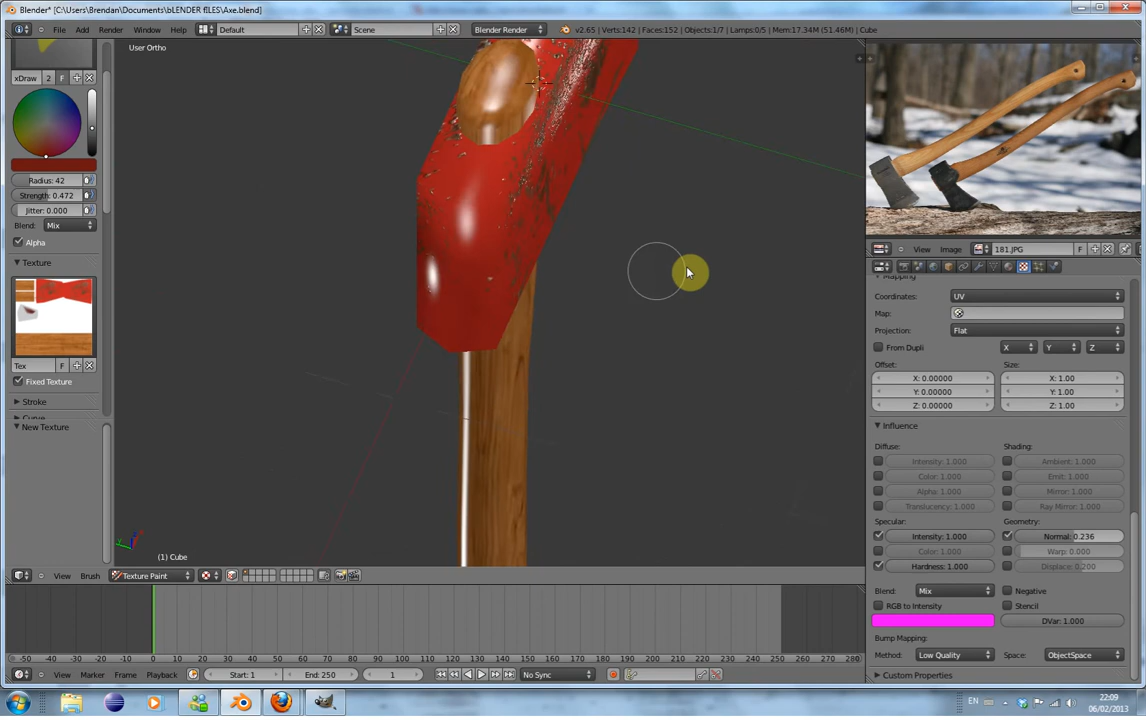 Blender* [C:\Users\Brendan\Documents\bLENDER fILES\Axe.blend]
File Add Render Window Help Default Scene Blender Render v2.65 | Verts:142 | Faces:152 | Objects:1/7 | Lamps:0/5 | Mem:17.34M (51.46M) | Cube
User Ortho
xDraw 2 F
Radius: 42
Strength: 0.472
Jitter: 0.000
Blend: Mix
Alpha
Texture
Tex F
Fixed Texture
Stroke
Curve
New Texture
(1) Cube
View Brush Texture Paint
View Image 181.JPG F
Mapping
Coordinates: UV
Map:
Projection: Flat
From Dupli X Y Z
Offset: Size:
X: 0.00000 X: 1.00
Y: 0.00000 Y: 1.00
Z: 0.00000 Z: 1.00
Influence
Diffuse: Shading:
Intensity: 1.000 Ambient: 1.000
Color: 1.000 Emit: 1.000
Alpha: 1.000 Mirror: 1.000
Translucency: 1.000 Ray Mirror: 1.000
Specular: Geometry:
Intensity: 1.000 Normal: 0.236
Color: 1.000 Warp: 0.000
Hardness: 1.000 Displace: 0.200
Blend: Mix Negative
RGB to Intensity Stencil
DVar: 1.000
Bump Mapping:
Method: Low Quality Space: ObjectSpace
Custom Properties
-50 -40 -30 -20 -10 0 10 20 30 40 50 60 70 80 90 100 110 120 130 140 150 160 170 180 190 200 210 220 230 240 250 260 270 280
View Marker Frame Playback Start: 1 End: 250 1 No Sync
EN 22:09
06/02/2013